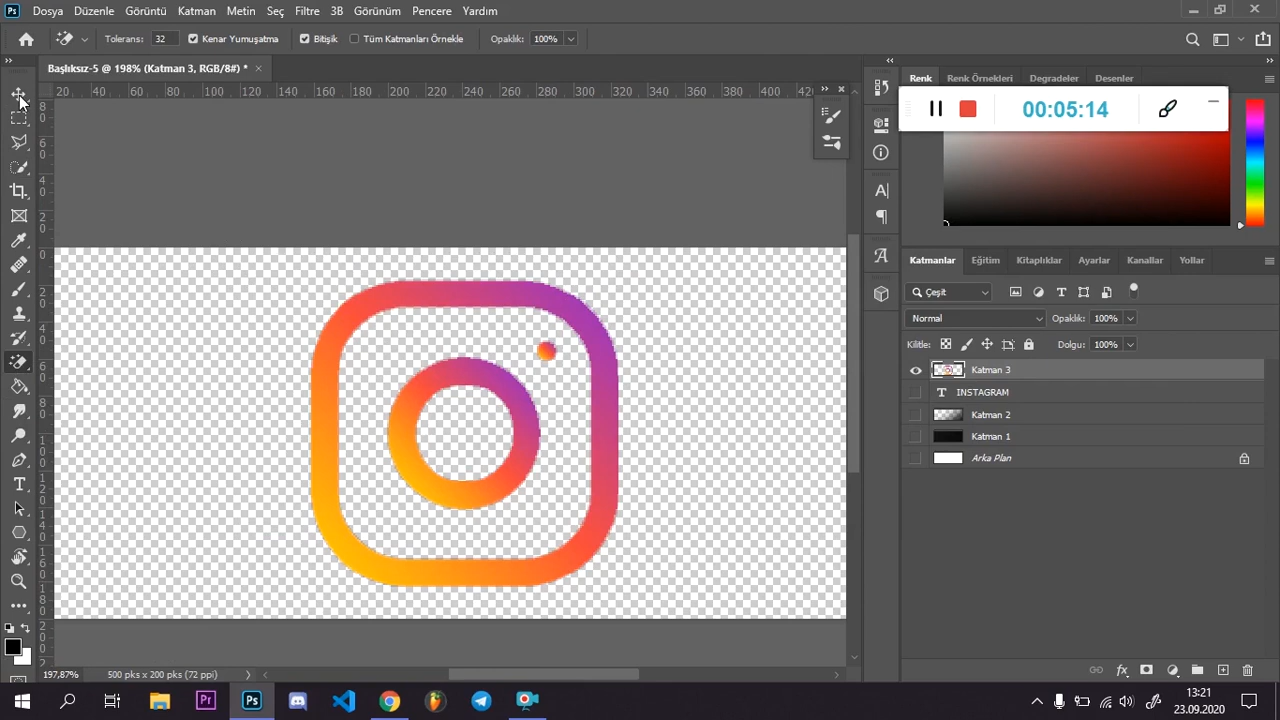 Ps Dosya Düzenle Görüntü Katman Metin Seç Filtre 3B Görünüm Pencere Yardım
Tolerans: 32 Kenar Yumuşatma Bitişik Tüm Katmanları Örnekle Opaklık: 100%
Başlıksız-5 @ 198% (Katman 3, RGB/8#) *
Renk Renk Örnekleri Degradeler Desenler
20 40 60 80 100 120 140 160 180 200 220 240 260 280 300 320 340 360 380 400 420
00:05:14
Katmanlar Eğitim Kitaplıklar Ayarlar Kanallar Yollar
Çeşit
Normal Opaklık: 100%
Kilitle: Dolgu: 100%
Katman 3
INSTAGRAM
Katman 2
Katman 1
Arka Plan
197,87% 500 pks x 200 pks (72 ppi)
Pr Ps
13:21
23.09.2020